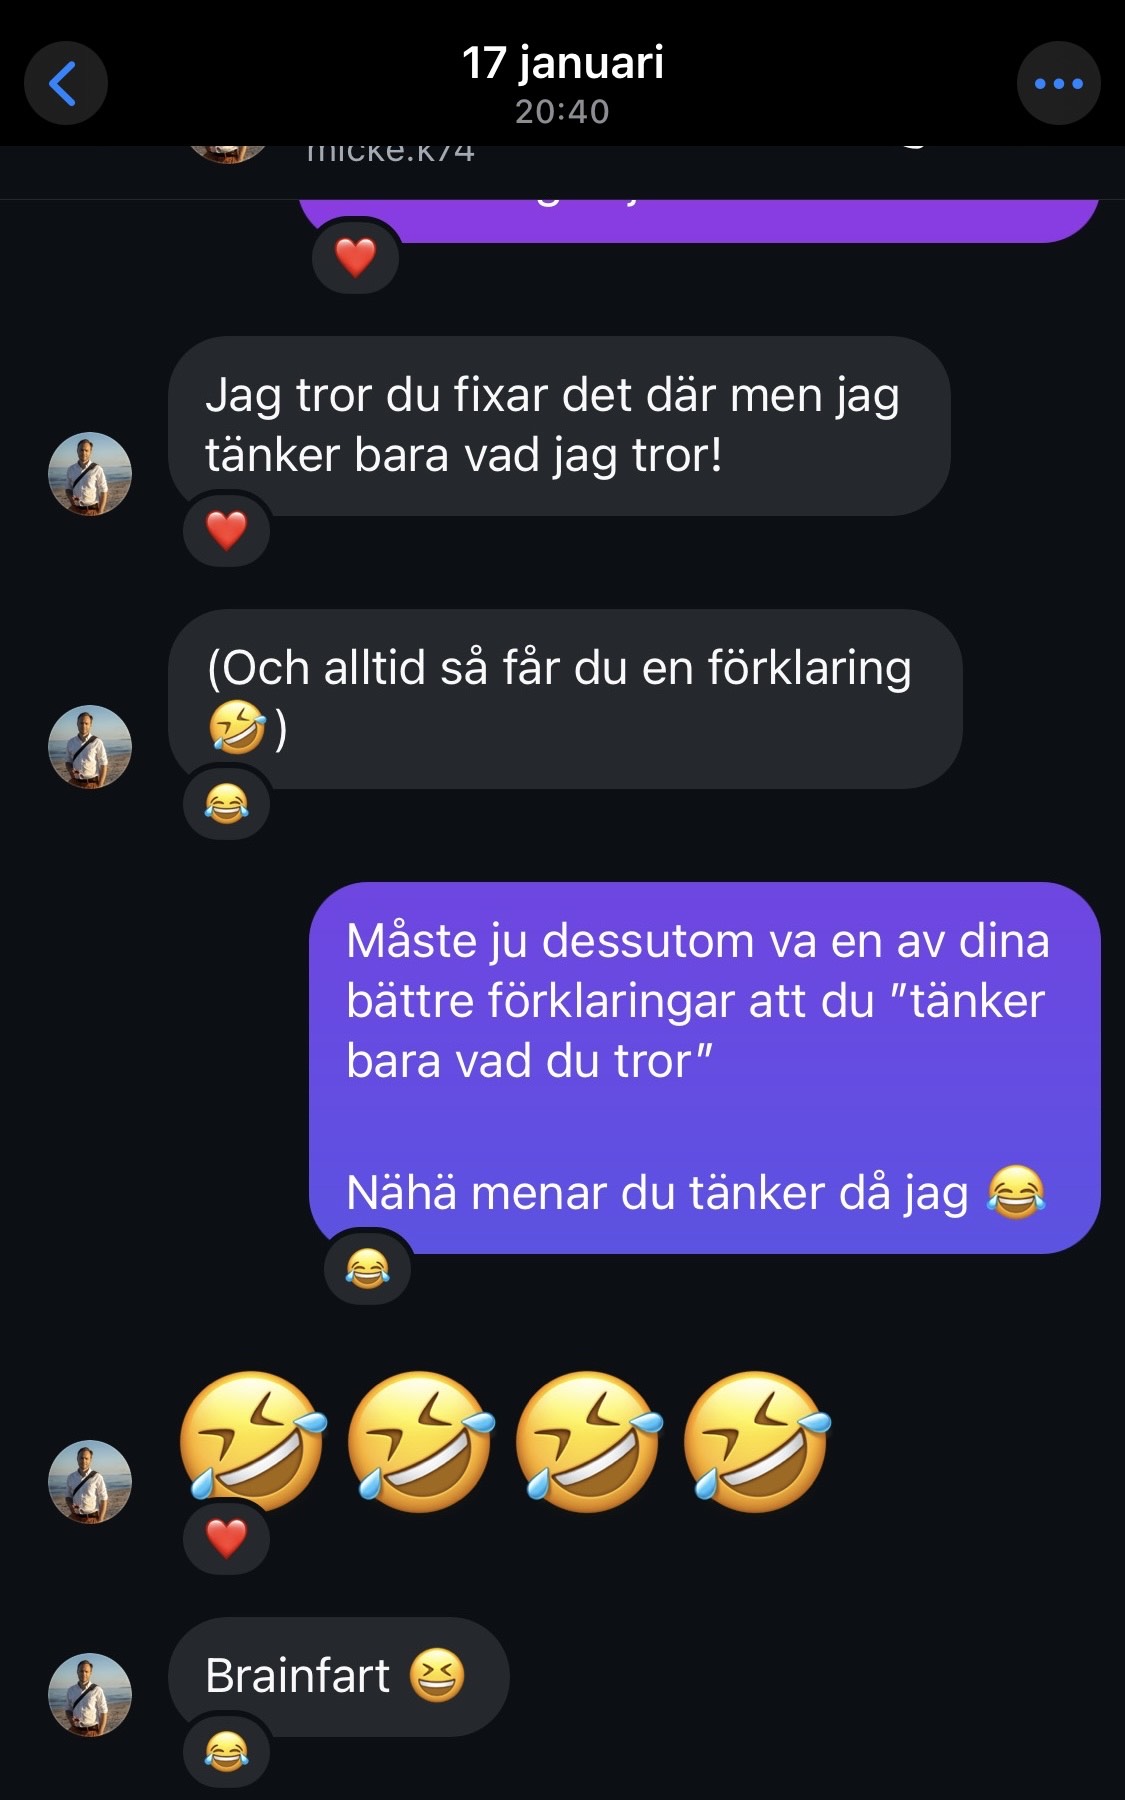 17 januari
20:40
micke.k74
Jag tror du fixar det där men jag
tänker bara vad jag tror!
(Och alltid så får du en förklaring
🤣)
Måste ju dessutom va en av dina
bättre förklaringar att du "tänker
bara vad du tror"
Nähä menar du tänker då jag 😂
🤣🤣🤣🤣
Brainfart 😆